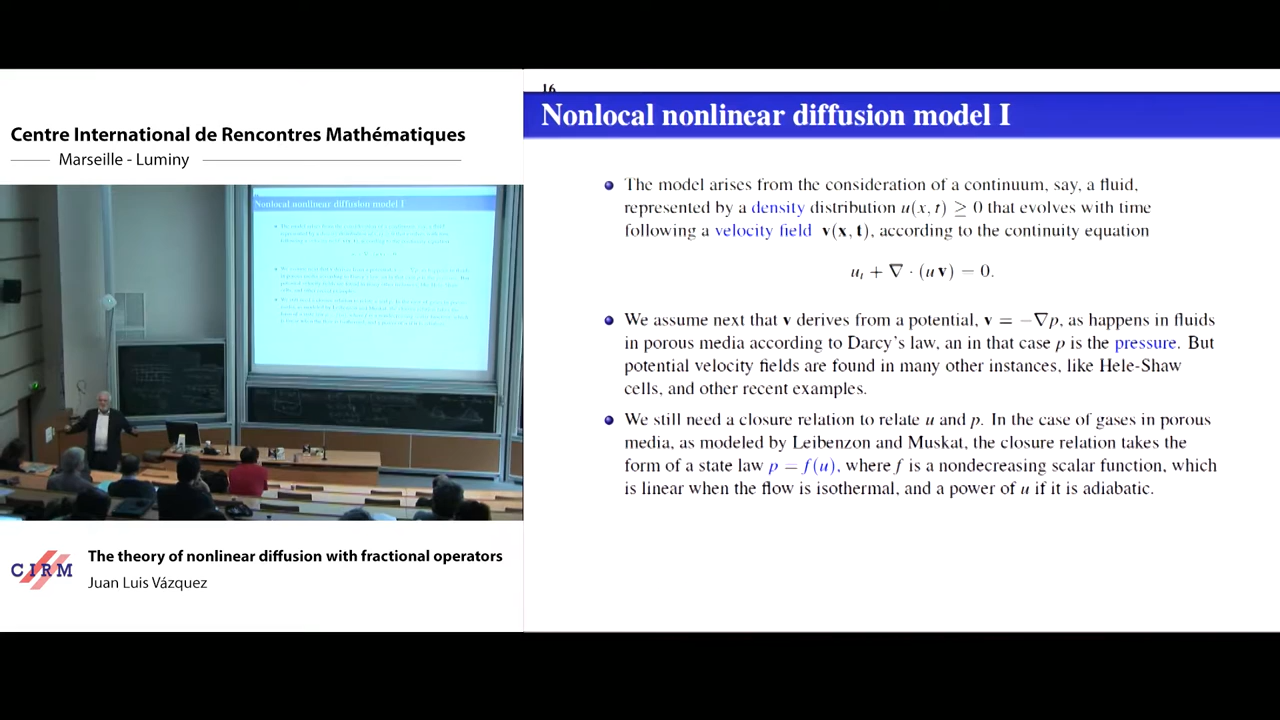 Centre International de Rencontres Mathématiques
Marseille - Luminy
Nonlocal nonlinear diffusion model I
CIRM
The theory of nonlinear diffusion with fractional operators
Juan Luis Vázquez
16
Nonlocal nonlinear diffusion model I
The model arises from the consideration of a continuum, say, a fluid,
represented by a density distribution u(x, t) ≥ 0 that evolves with time
following a velocity field v(x, t), according to the continuity equation
u_t + ∇ · (u v) = 0.
We assume next that v derives from a potential, v = −∇p, as happens in fluids
in porous media according to Darcy's law, an in that case p is the pressure. But
potential velocity fields are found in many other instances, like Hele-Shaw
cells, and other recent examples.
We still need a closure relation to relate u and p. In the case of gases in porous
media, as modeled by Leibenzon and Muskat, the closure relation takes the
form of a state law p = f(u), where f is a nondecreasing scalar function, which
is linear when the flow is isothermal, and a power of u if it is adiabatic.